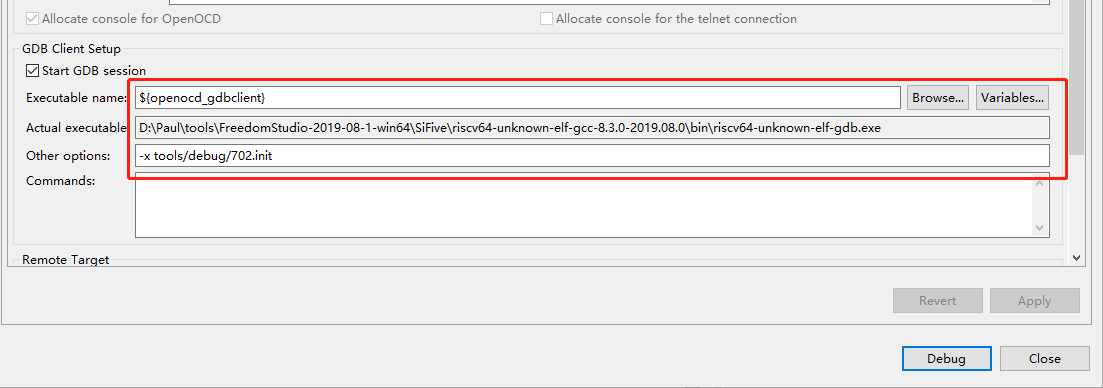 Allocate console for OpenOCD Allocate console for the telnet connection
GDB Client Setup
Start GDB session
Executable name: ${openocd_gdbclient} Browse... Variables...
Actual executable D:\Paul\tools\FreedomStudio-2019-08-1-win64\SiFive\riscv64-unknown-elf-gcc-8.3.0-2019.08.0\bin\riscv64-unknown-elf-gdb.exe
Other options: -x tools/debug/702.init
Commands:
Remote Target
Revert Apply
Debug Close